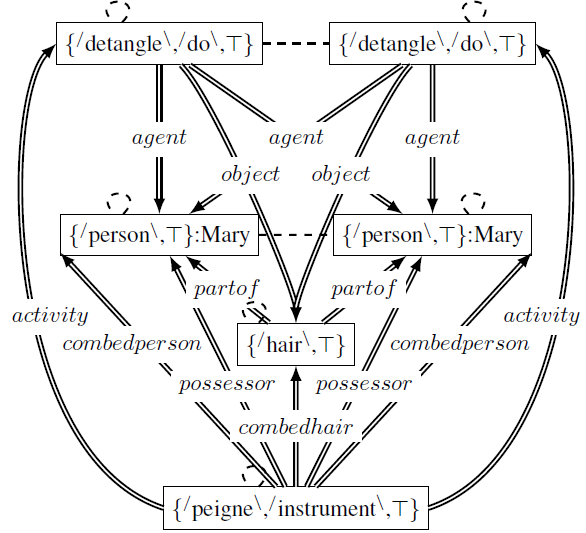 {/detangle\,/do\,⊤} {/detangle\,/do\,⊤}
agent agent agent
object object
{/person\,⊤}:Mary {/person\,⊤}:Mary
partof partof
activity activity
combedperson {/hair\,⊤} combedperson
possessor possessor
combedhair
{/peigne\,/instrument\,⊤}